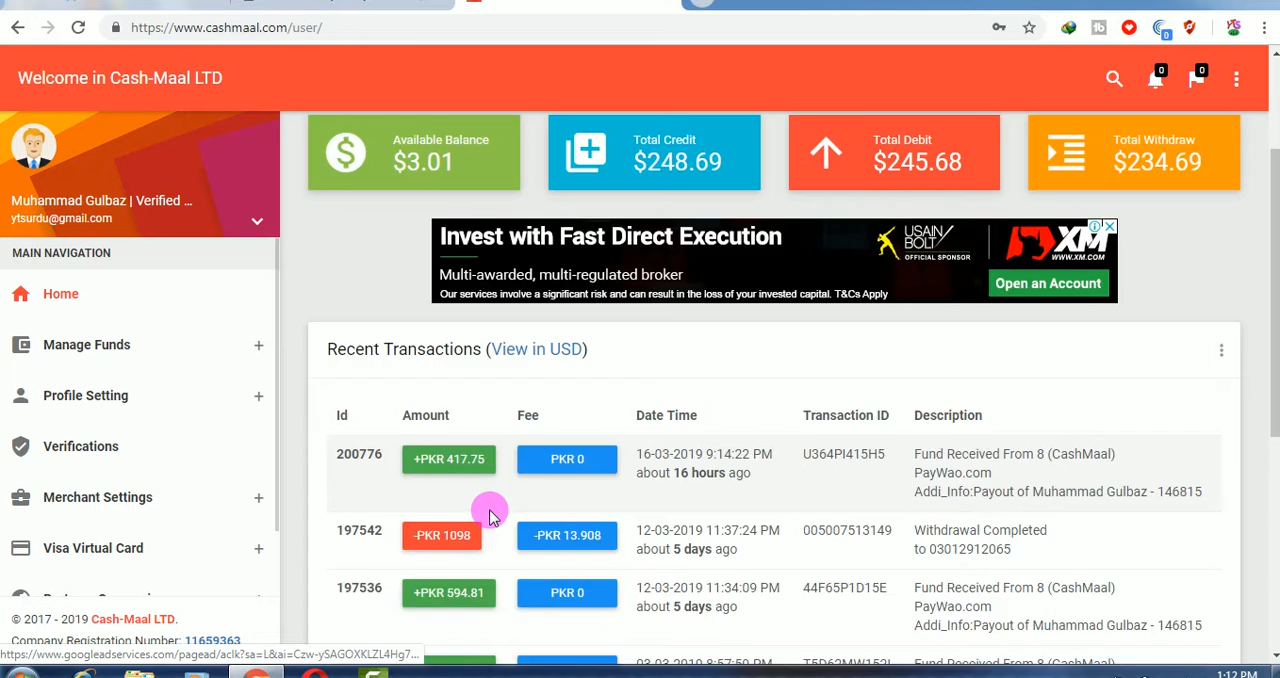 https://www.cashmaal.com/user/
0
Welcome in Cash-Maal LTD
0
0
Muhammad Gulbaz | Verified ...
ytsurdu@gmail.com
Available Balance
$3.01
Total Credit
$248.69
Total Debit
$245.68
Total Withdraw
$234.69
MAIN NAVIGATION
Home
Manage Funds
Profile Setting
Verifications
Merchant Settings
Visa Virtual Card
Invest with Fast Direct Execution
Multi-awarded, multi-regulated broker
Our services involve a significant risk and can result in the loss of your invested capital. T&Cs Apply
USAIN
BOLT
OFFICIAL SPONSOR
XM
WWW.XM.COM
Open an Account
Recent Transactions (View in USD)
Id Amount Fee Date Time Transaction ID Description
200776 +PKR 417.75 PKR 0 16-03-2019 9:14:22 PM U364PI415H5 Fund Received From 8 (CashMaal)
about 16 hours ago PayWao.com
Addi_Info:Payout of Muhammad Gulbaz - 146815
197542 -PKR 1098 -PKR 13.908 12-03-2019 11:37:24 PM 005007513149 Withdrawal Completed
about 5 days ago to 03012912065
197536 +PKR 594.81 PKR 0 12-03-2019 11:34:09 PM 44F65P1D15E Fund Received From 8 (CashMaal)
about 5 days ago PayWao.com
Addi_Info:Payout of Muhammad Gulbaz - 146815
© 2017 - 2019 Cash-Maal LTD.
Company Registration Number: 11659363
https://www.googleadservices.com/pagead/aclk?sa=L&ai=Czw-ySAGOXKLZL4Hg7...
1:12 PM